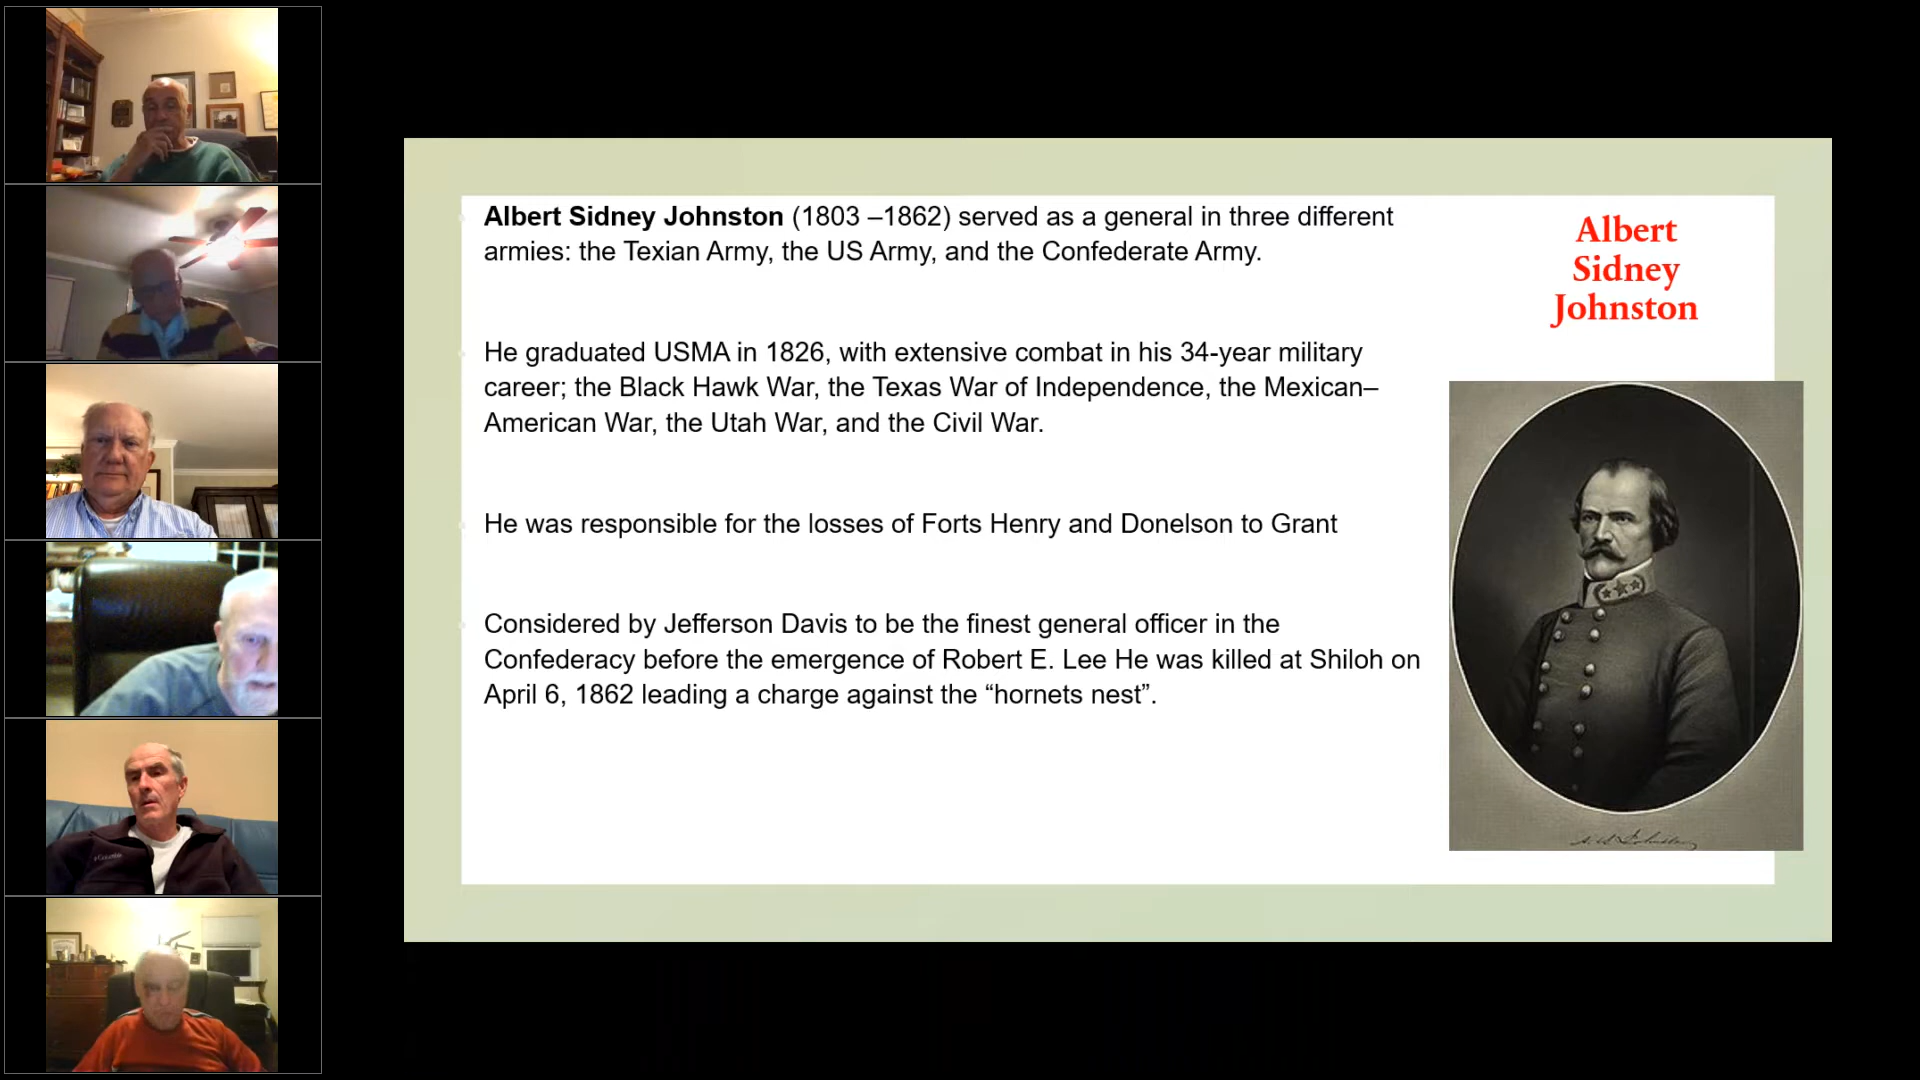 Albert Sidney Johnston (1803 –1862) served as a general in three different
armies: the Texian Army, the US Army, and the Confederate Army.
He graduated USMA in 1826, with extensive combat in his 34-year military
career; the Black Hawk War, the Texas War of Independence, the Mexican–
American War, the Utah War, and the Civil War.
He was responsible for the losses of Forts Henry and Donelson to Grant
Considered by Jefferson Davis to be the finest general officer in the
Confederacy before the emergence of Robert E. Lee He was killed at Shiloh on
April 6, 1862 leading a charge against the “hornets nest”.
Albert
Sidney
Johnston